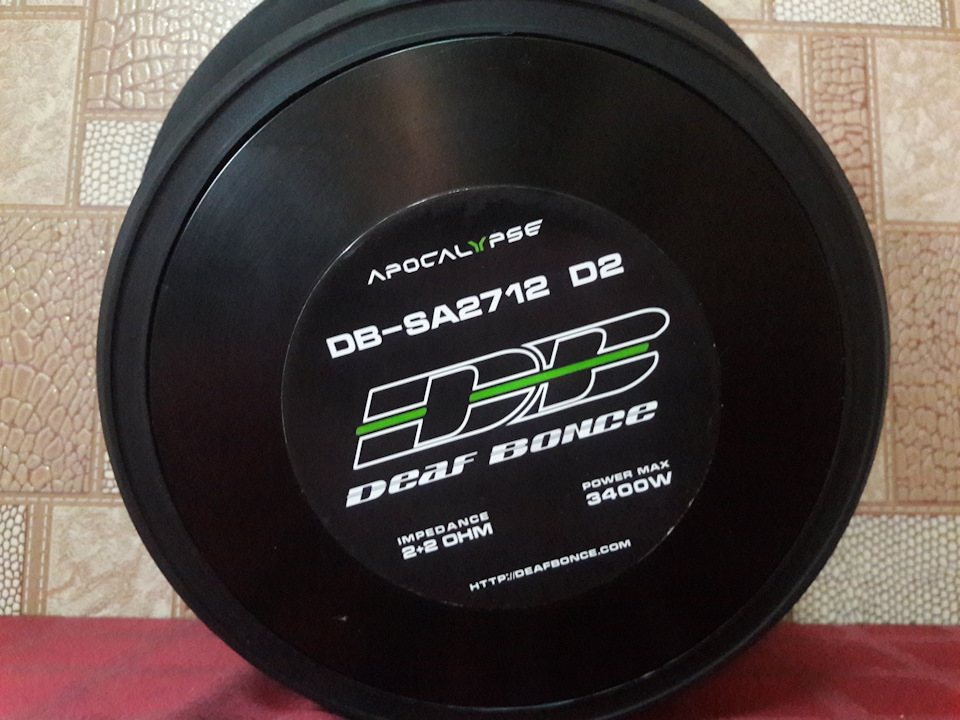 APOCALYPSE
DB-SA2712 D2
DB
Deaf BONCE
IMPEDANCE
2+2 OHM
POWER MAX
3400W
HTTP://DEAFBONCE.COM